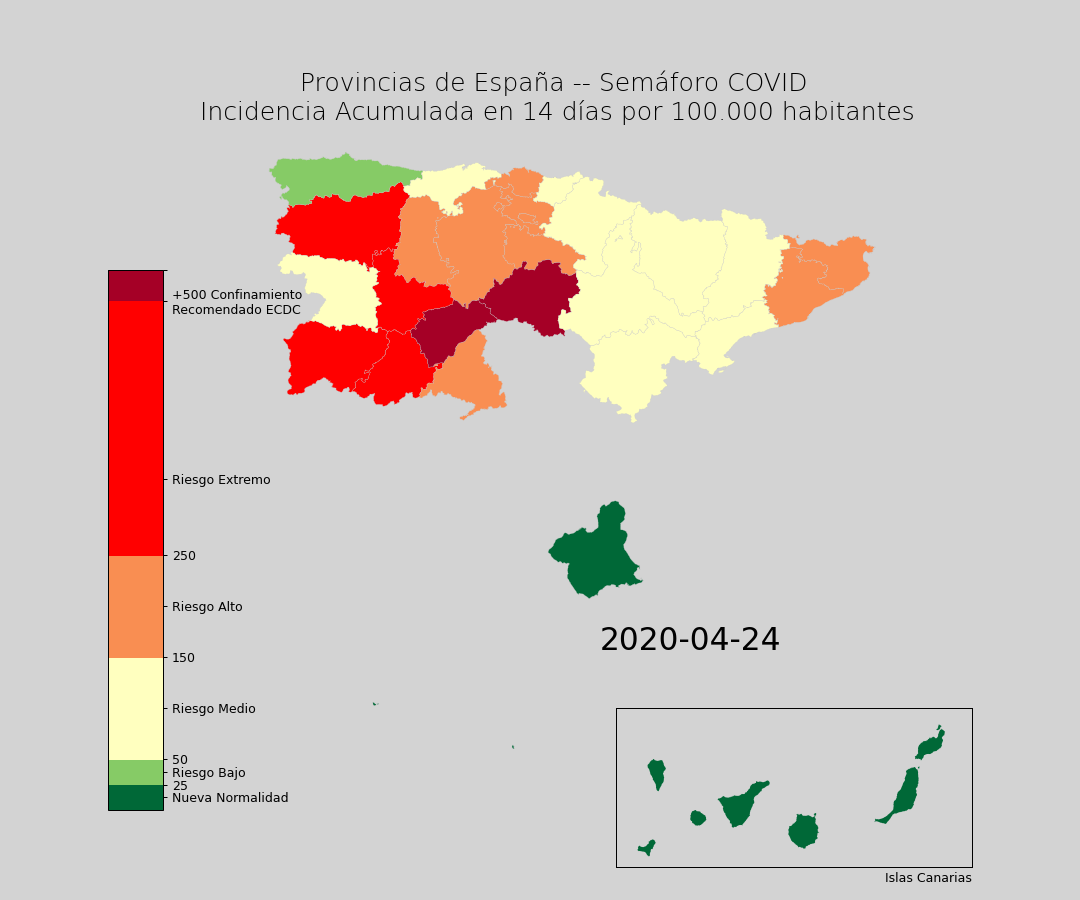 Provincias de España -- Semáforo COVID
Incidencia Acumulada en 14 días por 100.000 habitantes
+500 Confinamiento
Recomendado ECDC
Riesgo Extremo
250
Riesgo Alto
150
Riesgo Medio
50
Riesgo Bajo
25
Nueva Normalidad
2020-04-24
Islas Canarias